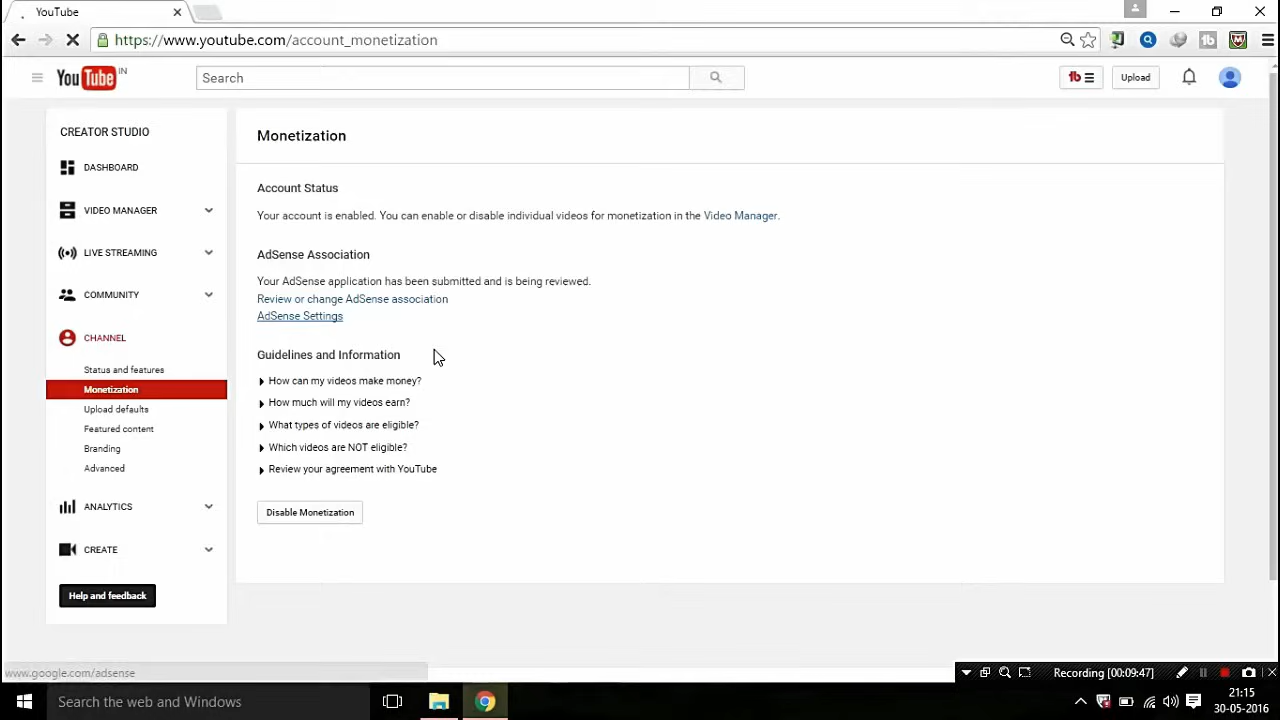 YouTube
https://www.youtube.com/account_monetization
YouTube IN
Search
Upload
CREATOR STUDIO
DASHBOARD
VIDEO MANAGER
LIVE STREAMING
COMMUNITY
CHANNEL
Status and features
Monetization
Upload defaults
Featured content
Branding
Advanced
ANALYTICS
CREATE
Help and feedback
Monetization
Account Status
Your account is enabled. You can enable or disable individual videos for monetization in the Video Manager.
AdSense Association
Your AdSense application has been submitted and is being reviewed.
Review or change AdSense association
AdSense Settings
Guidelines and Information
How can my videos make money?
How much will my videos earn?
What types of videos are eligible?
Which videos are NOT eligible?
Review your agreement with YouTube
Disable Monetization
www.google.com/adsense
Recording [00:09:47]
Search the web and Windows
21:15
30-05-2016